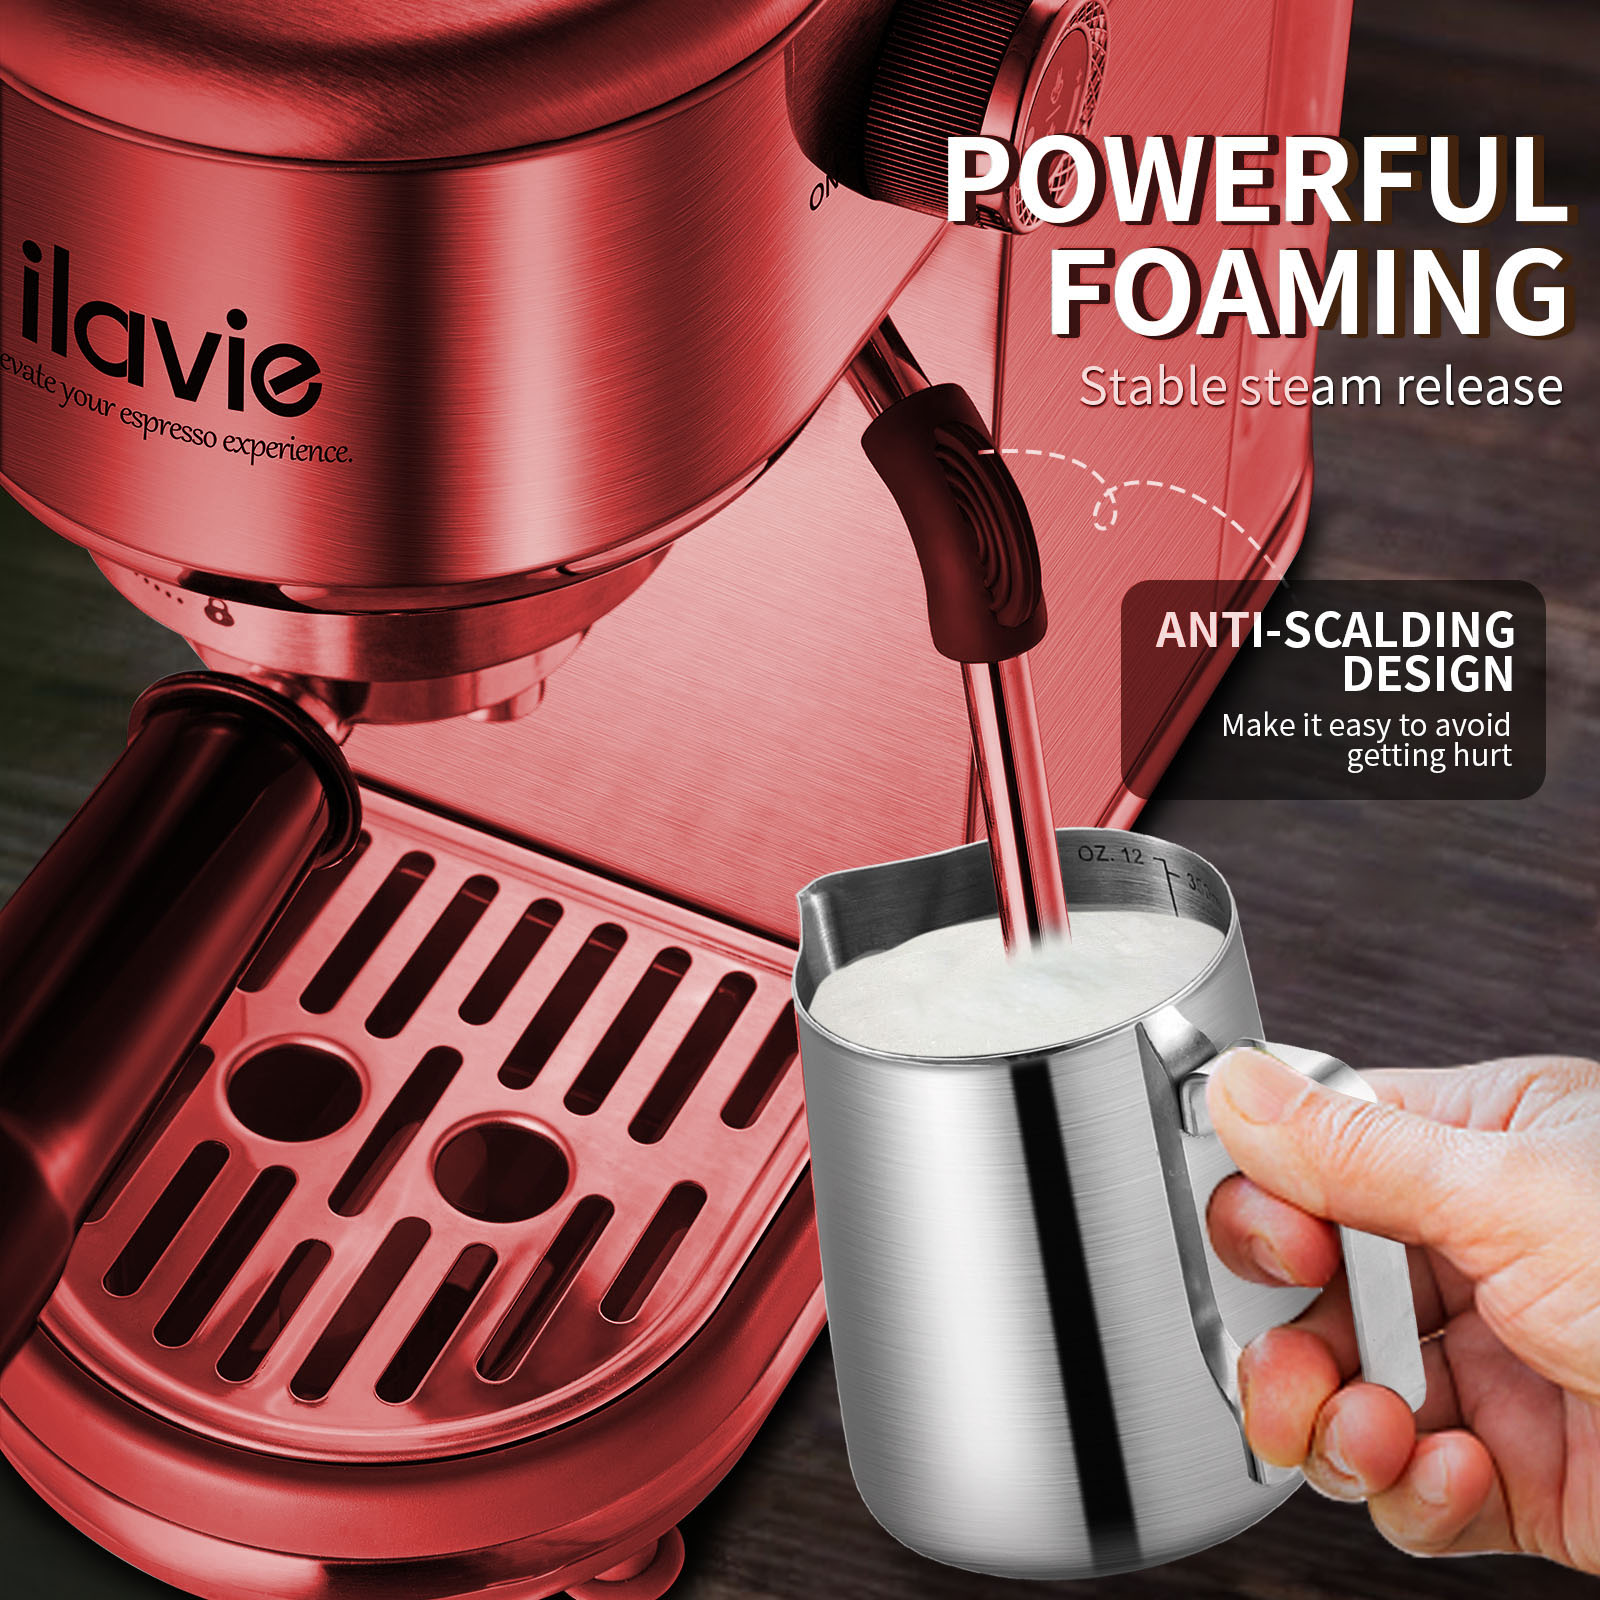 POWERFUL
FOAMING
Stable steam release
ilavie
your espresso experience.
ANTI-SCALDING
DESIGN
Make it easy to avoid
getting hurt
OZ. 12